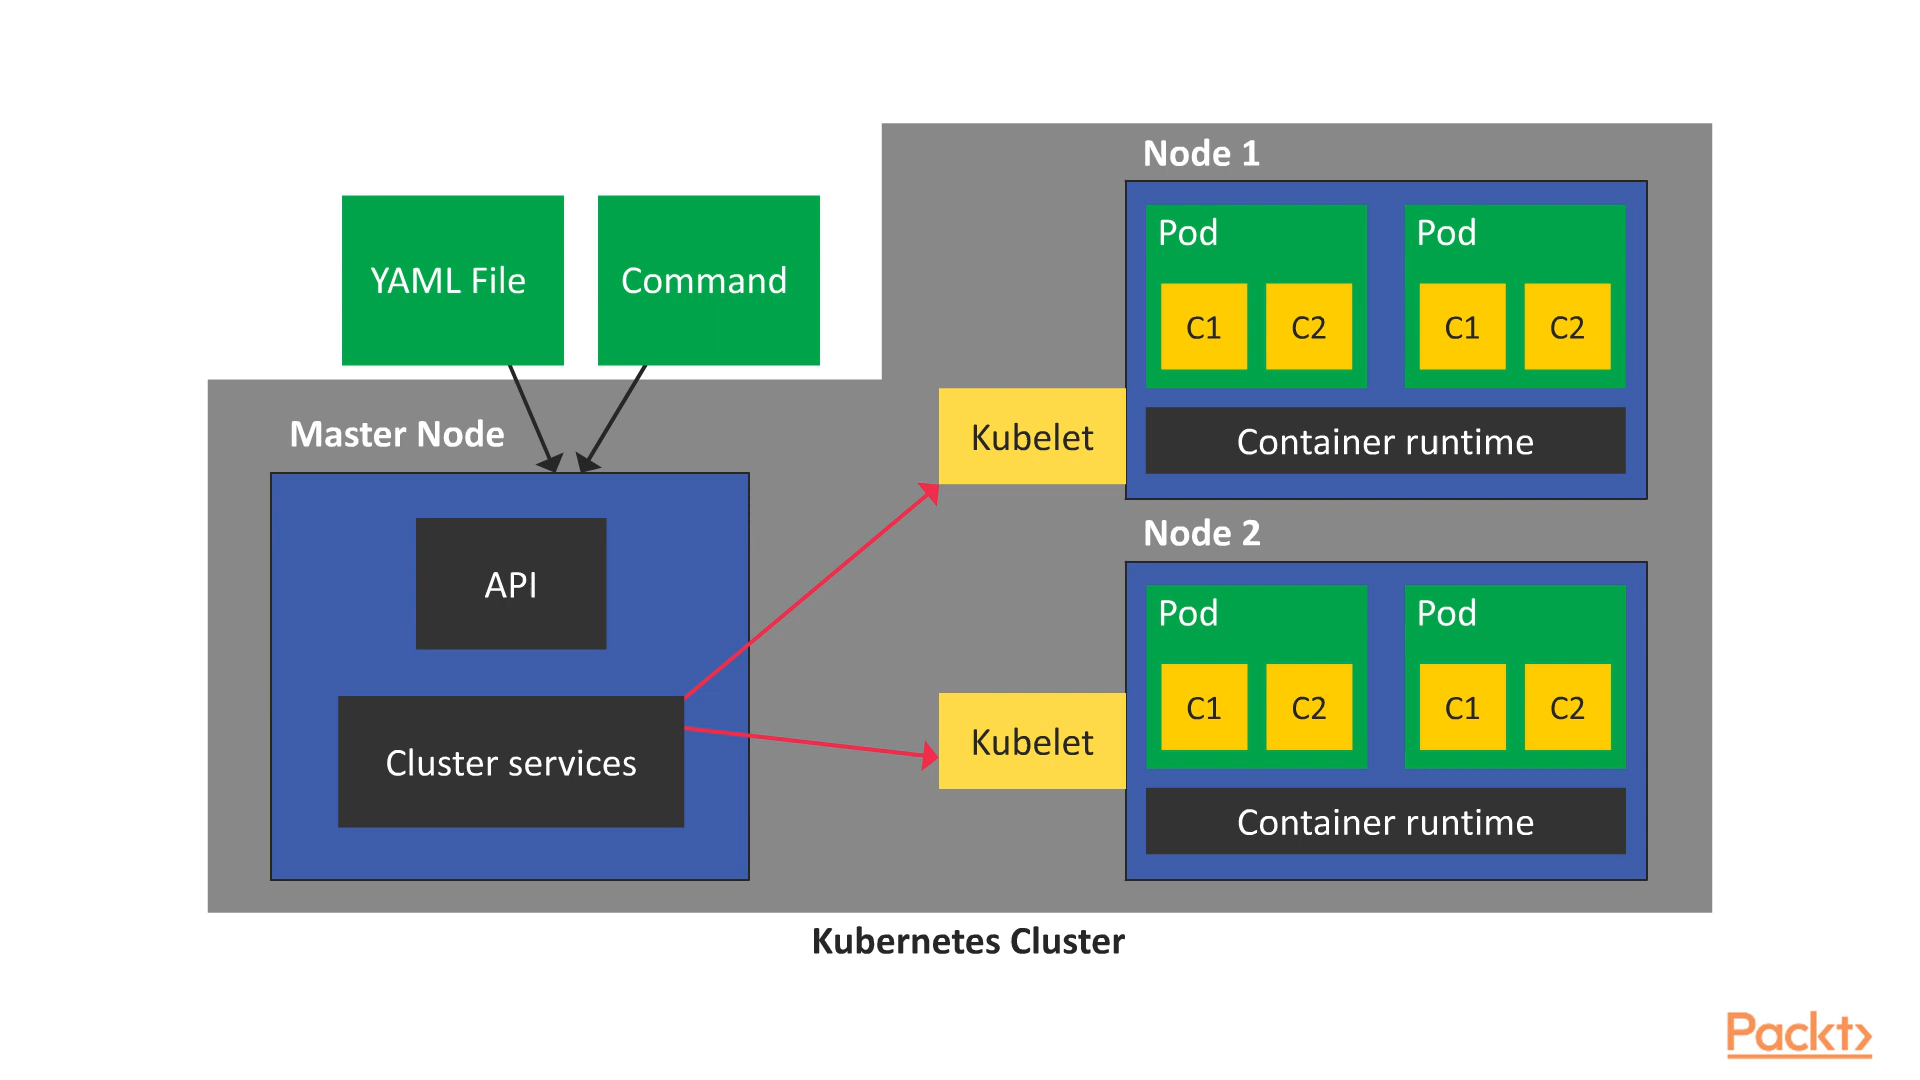 YAML File
Command
Master Node
API
Cluster services
Kubelet
Kubelet
Node 1
Pod
C1
C2
Pod
C1
C2
Container runtime
Node 2
Pod
C1
C2
Pod
C1
C2
Container runtime
Kubernetes Cluster
Packt